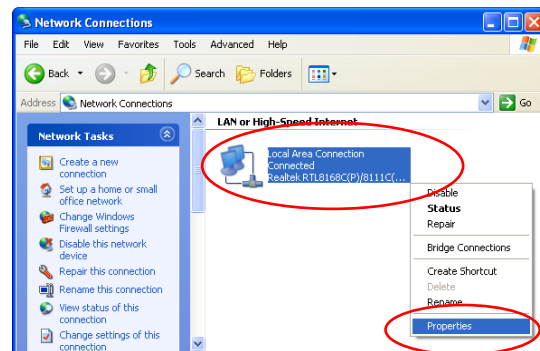 Network Connections
File Edit View Favorites Tools Advanced Help
Back Search Folders
Address Network Connections Go
Network Tasks
Create a new
connection
Set up a home or small
office network
Change Windows
Firewall settings
Disable this network
device
Repair this connection
Rename this connection
View status of this
connection
Change settings of this
connection
LAN or High-Speed Internet
Local Area Connection
Connected
Realtek RTL8168C(P)/8111C(...
Disable
Status
Repair
Bridge Connections
Create Shortcut
Delete
Rename
Properties